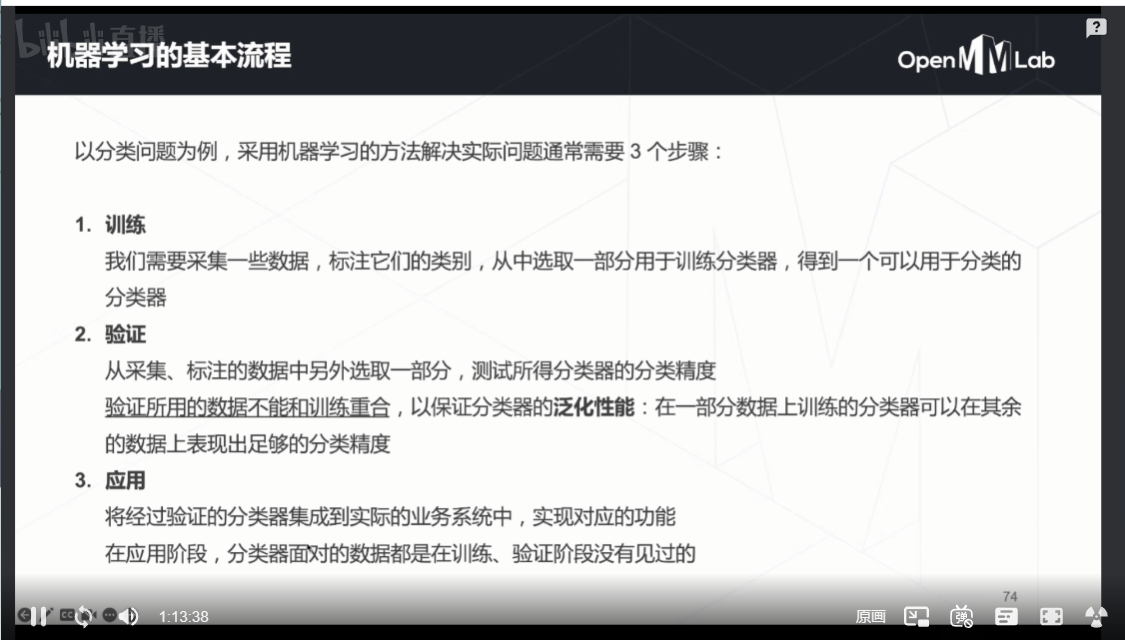 机器学习的基本流程
OpenMMLab
以分类问题为例，采用机器学习的方法解决实际问题通常需要 3 个步骤：
1. 训练
我们需要采集一些数据，标注它们的类别，从中选取一部分用于训练分类器，得到一个可以用于分类的
分类器
2. 验证
从采集、标注的数据中另外选取一部分，测试所得分类器的分类精度
验证所用的数据不能和训练重合，以保证分类器的泛化性能：在一部分数据上训练的分类器可以在其余
的数据上表现出足够的分类精度
3. 应用
将经过验证的分类器集成到实际的业务系统中，实现对应的功能
在应用阶段，分类器面对的数据都是在训练、验证阶段没有见过的
74
1:13:38
原画
弹